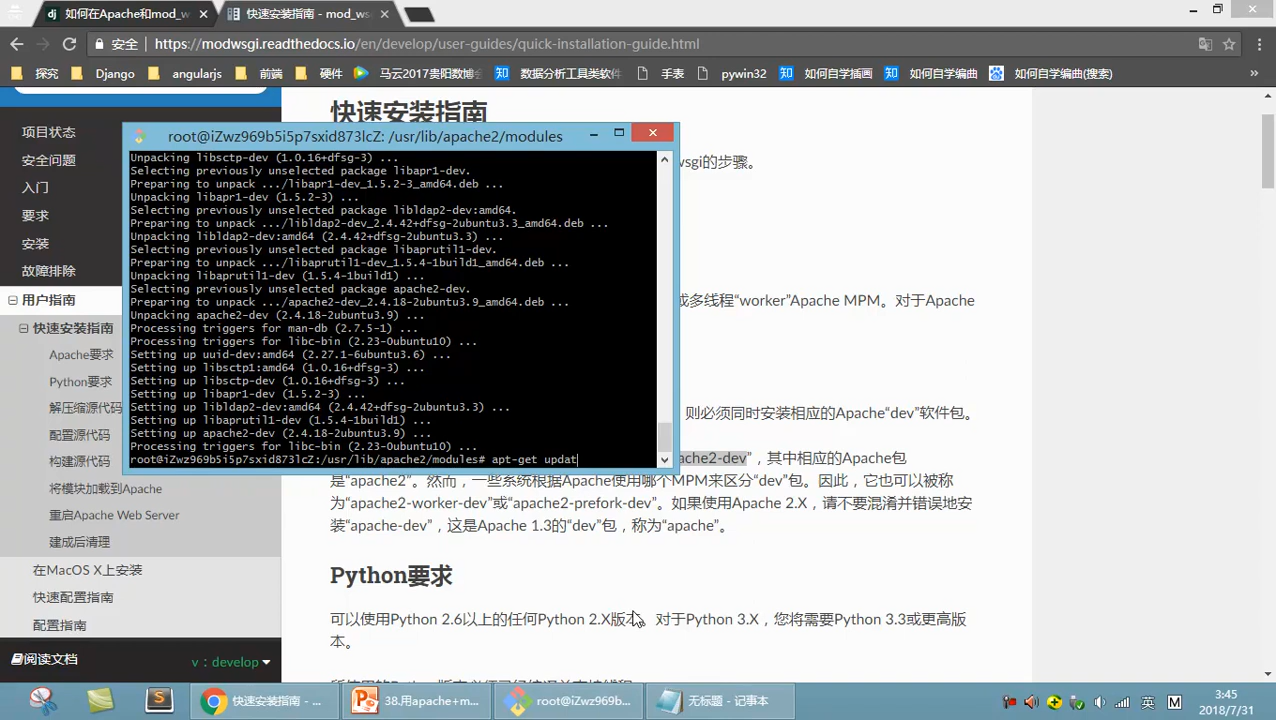 如何在Apache和mod_w
快速安装指南 - mod_ws
安全 https://modwsgi.readthedocs.io/en/develop/user-guides/quick-installation-guide.html
探究 Django angularjs 前端 硬件 马云2017贵阳数博 数据分析工具类软件 手表 pywin32 如何自学插画 如何自学编曲 如何自学编曲(搜索) »
项目状态
安全问题
入门
要求
安装
故障排除
用户指南
快速安装指南
Apache要求
Python要求
解压缩源代码
配置源代码
构建源代码
将模块加载到Apache
重启Apache Web Server
建成后清理
在MacOS X上安装
快速配置指南
配置指南
阅读文档 v : develop
快速安装指南
wsgi的步骤。
root@iZwz969b5i5p7sxid873lcZ: /usr/lib/apache2/modules
Unpacking libsctp-dev (1.0.16+dfsg-3) ...
Selecting previously unselected package libapr1-dev.
Preparing to unpack .../libapr1-dev_1.5.2-3_amd64.deb ...
Unpacking libapr1-dev (1.5.2-3) ...
Selecting previously unselected package libldap2-dev:amd64.
Preparing to unpack .../libldap2-dev_2.4.42+dfsg-2ubuntu3.3_amd64.deb ...
Unpacking libldap2-dev:amd64 (2.4.42+dfsg-2ubuntu3.3) ...
Selecting previously unselected package libaprutil1-dev.
Preparing to unpack .../libaprutil1-dev_1.5.4-1build1_amd64.deb ...
Unpacking libaprutil1-dev (1.5.4-1build1) ...
Selecting previously unselected package apache2-dev.
Preparing to unpack .../apache2-dev_2.4.18-2ubuntu3.9_amd64.deb ...
Unpacking apache2-dev (2.4.18-2ubuntu3.9) ...
Processing triggers for man-db (2.7.5-1) ...
Processing triggers for libc-bin (2.23-0ubuntu10) ...
Setting up uuid-dev:amd64 (2.27.1-6ubuntu3.6) ...
Setting up libsctp1:amd64 (1.0.16+dfsg-3) ...
Setting up libsctp-dev (1.0.16+dfsg-3) ...
Setting up libapr1-dev (1.5.2-3) ...
Setting up libldap2-dev:amd64 (2.4.42+dfsg-2ubuntu3.3) ...
Setting up libaprutil1-dev (1.5.4-1build1) ...
Setting up apache2-dev (2.4.18-2ubuntu3.9) ...
Processing triggers for libc-bin (2.23-0ubuntu10) ...
root@iZwz969b5i5p7sxid873lcZ:/usr/lib/apache2/modules# apt-get updat
或多线程“worker”Apache MPM。对于Apache
则必须同时安装相应的Apache“dev”软件包。
ache2-dev”，其中相应的Apache包
是“apache2”。然而，一些系统根据Apache使用哪个MPM来区分“dev”包。因此，它也可以被称
为“apache2-worker-dev”或“apache2-prefork-dev”。如果使用Apache 2.X，请不要混淆并错误地安
装“apache-dev”，这是Apache 1.3的“dev”包，称为“apache”。
Python要求
可以使用Python 2.6以上的任何Python 2.X版本。对于Python 3.X，您将需要Python 3.3或更高版
本。
快速安装指南 - ...
38.用apache+m...
root@iZwz969b...
无标题 - 记事本
英 M
3:45
2018/7/31